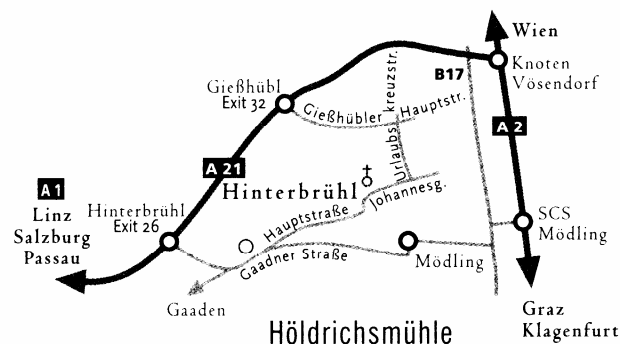 Wien
Knoten
Vösendorf
B17
Gießhübl
Exit 32
Gießhübler Hauptstr.
Urlaubskreuzstr.
A 2
A 21
A 1
Linz
Salzburg
Passau
Hinterbrühl
Exit 26
Hinterbrühl
Johannesg.
Hauptstraße
Gaadner Straße
SCS
Mödling
Mödling
Gaaden
Graz
Klagenfurt
Höldrichsmühle